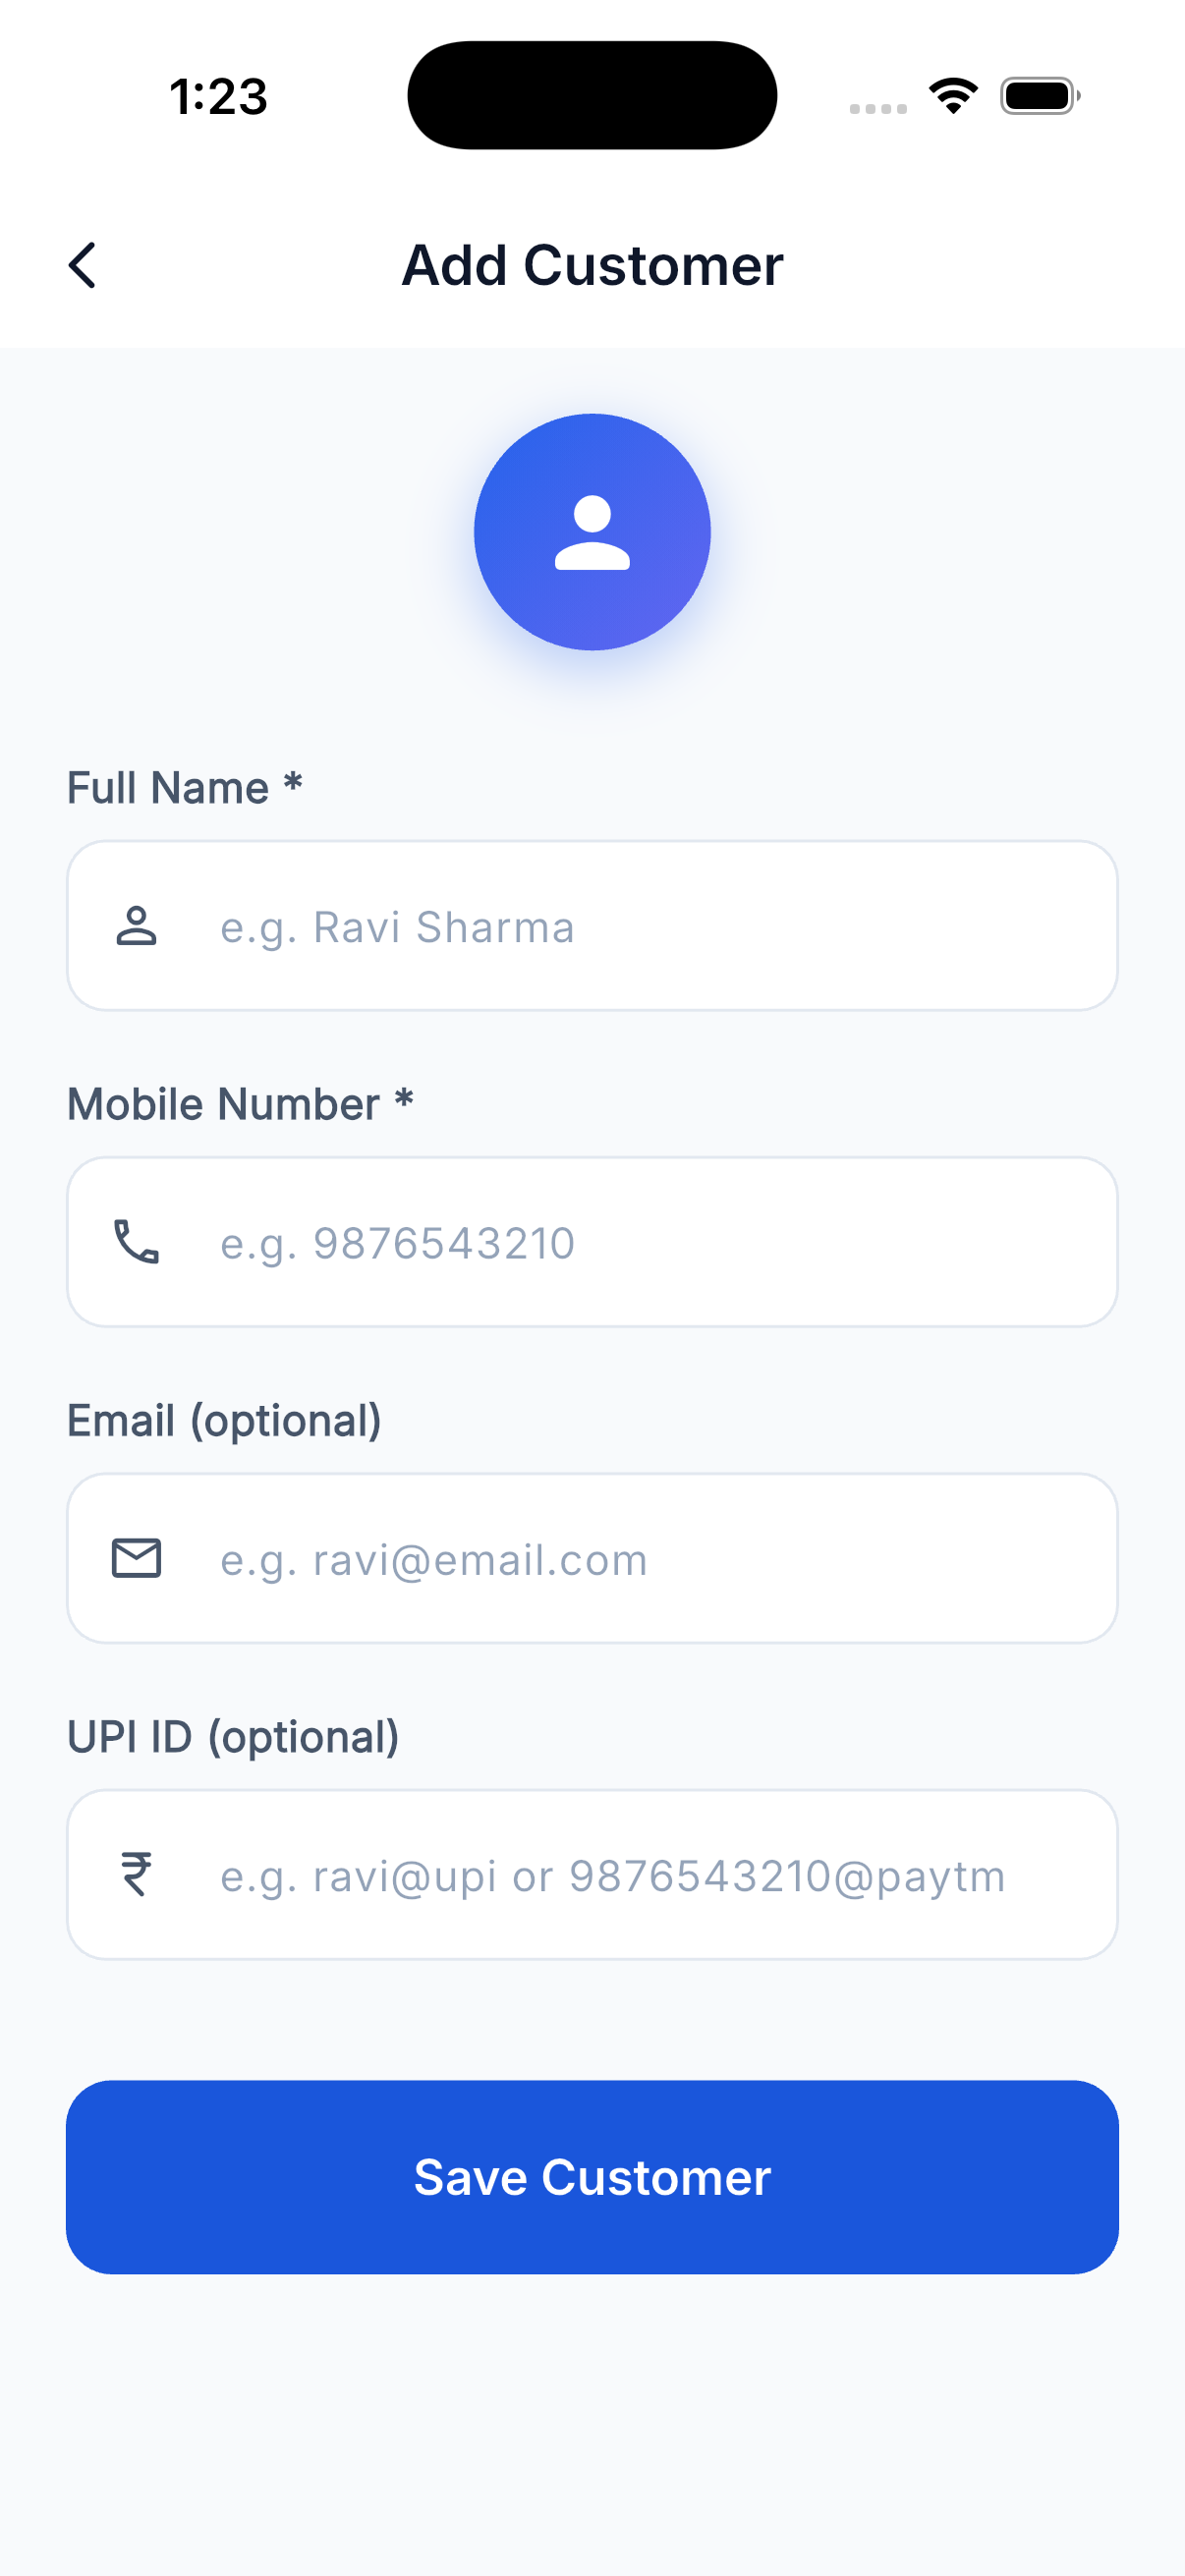 1:23
Add Customer
Full Name *
e.g. Ravi Sharma
Mobile Number *
e.g. 9876543210
Email (optional)
e.g. ravi@email.com
UPI ID (optional)
₹
e.g. ravi@upi or 9876543210@paytm
Save Customer